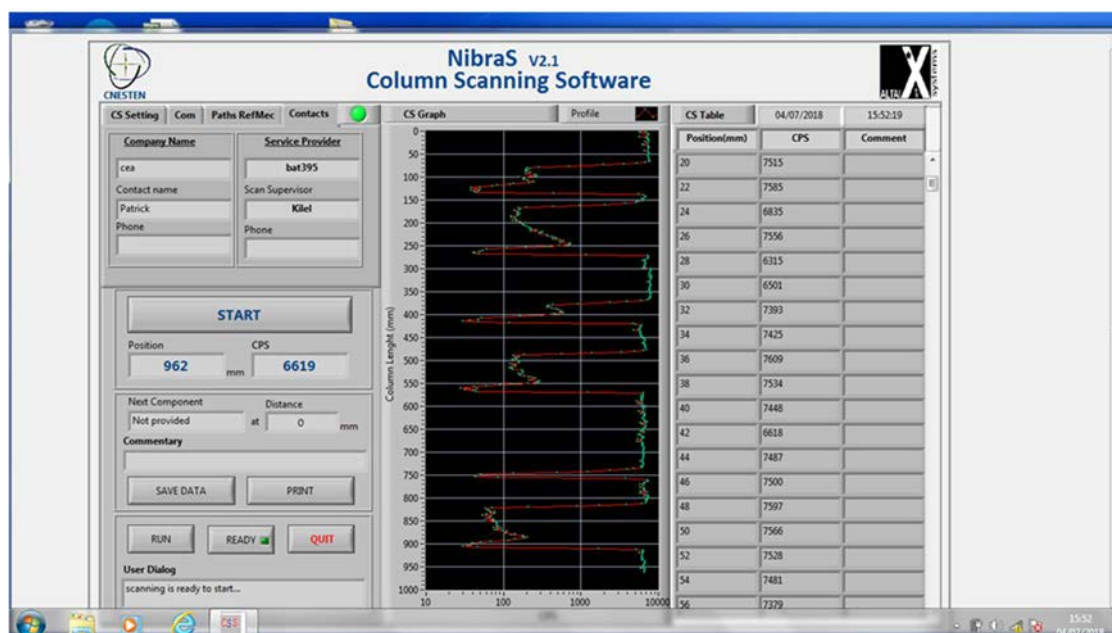 NibraS V2.1
Column Scanning Software
CNESTEN
ALTAI
X
systems
CS Setting
Com
Paths RefMec
Contacts
Company Name
Service Provider
cea
bat395
Contact name
Scan Supervisor
Patrick
Kilel
Phone
Phone
START
Position
CPS
962
mm
6619
Next Component
Distance
Not provided
at
0
mm
Commentary
SAVE DATA
PRINT
RUN
READY
QUIT
User Dialog
scanning is ready to start...
CS Graph
Profile
Column Lenght (mm)
0
50
100
150
200
250
300
350
400
450
500
550
600
650
700
750
800
850
900
950
1000
10
100
1000
10000
CS Table
04/07/2018
15:52:19
Position(mm)
CPS
Comment
20 7515
22 7585
24 6835
26 7556
28 6315
30 6501
32 7393
34 7425
36 7609
38 7534
40 7448
42 6618
44 7487
46 7500
48 7597
50 7566
52 7528
54 7481
56 7379
CSS
15:52
04/07/2018